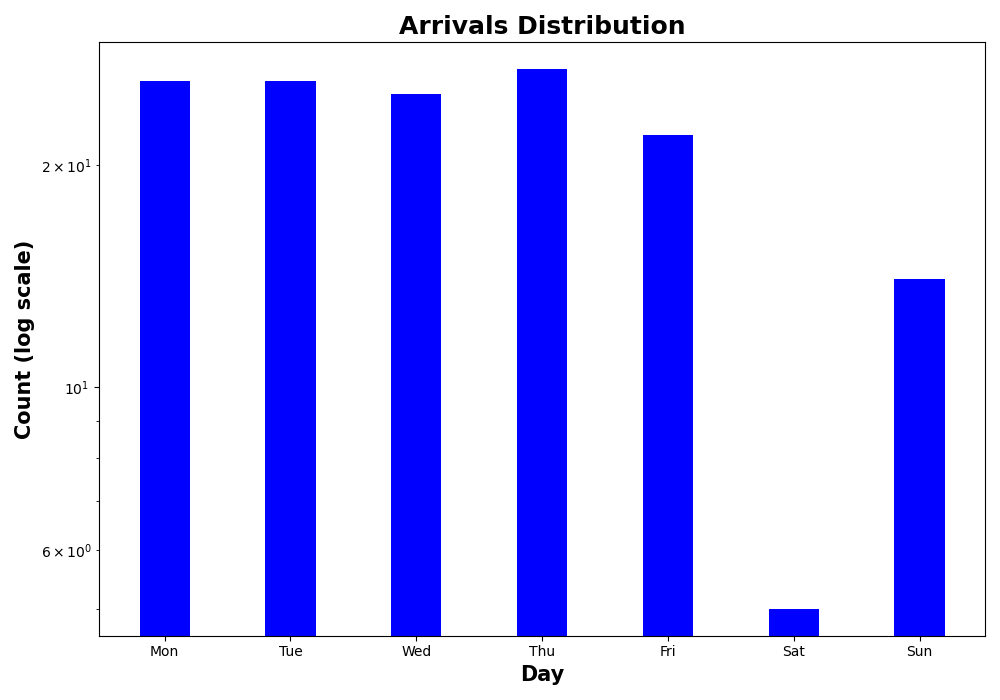 Arrivals Distribution
Count (log scale)
2 × 10¹
10¹
6 × 10⁰
Mon Tue Wed Thu Fri Sat Sun
Day